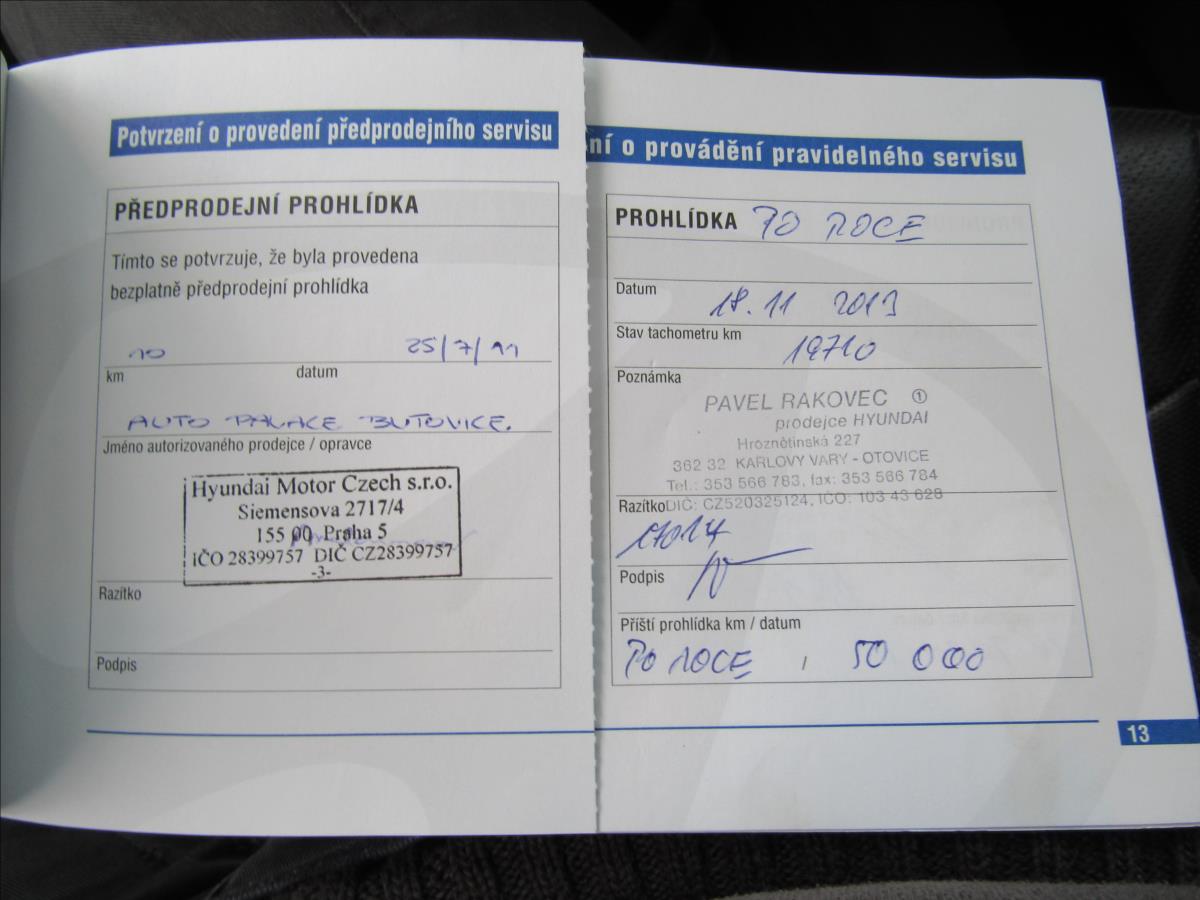 Potvrzení o provedení předprodejního servisu
PŘEDPRODEJNÍ PROHLÍDKA
Tímto se potvrzuje, že byla provedena
bezplatně předprodejní prohlídka
10 25/7/11
km datum
AUTO PALACE BUTOVICE.
Jméno autorizovaného prodejce / opravce
Hyundai Motor Czech s.r.o.
Siemensova 2717/4
155 00 Praha 5
IČO 28399757 DIČ CZ28399757
-3-
Razítko
Podpis
ní o provádění pravidelného servisu
PROHLÍDKA PO ROCE
Datum 18.11 2013
Stav tachometru km 19710
Poznámka
PAVEL RAKOVEC ①
prodejce HYUNDAI
Hroznětínská 227
362 32 KARLOVY VARY - OTOVICE
Tel.: 353 566 783, fax: 353 566 784
Razítko DIČ: CZ520325124, IČO: 103 43 628
Podpis
Příští prohlídka km / datum
PO ROCE / 50 000
13